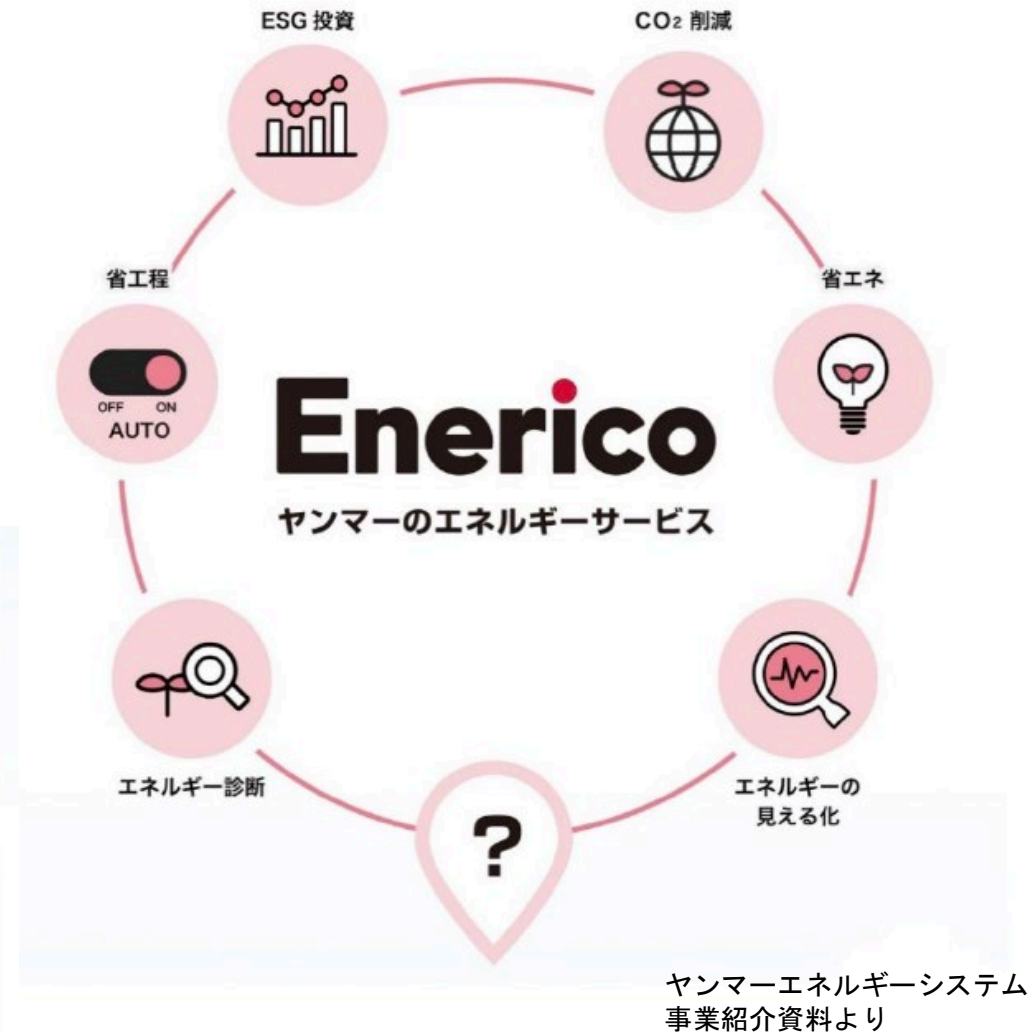 ESG 投資
CO₂ 削減
省工程
省エネ
OFF ON
AUTO
Enerico
ヤンマーのエネルギーサービス
エネルギー診断
エネルギーの
見える化
?
ヤンマーエネルギーシステム
事業紹介資料より